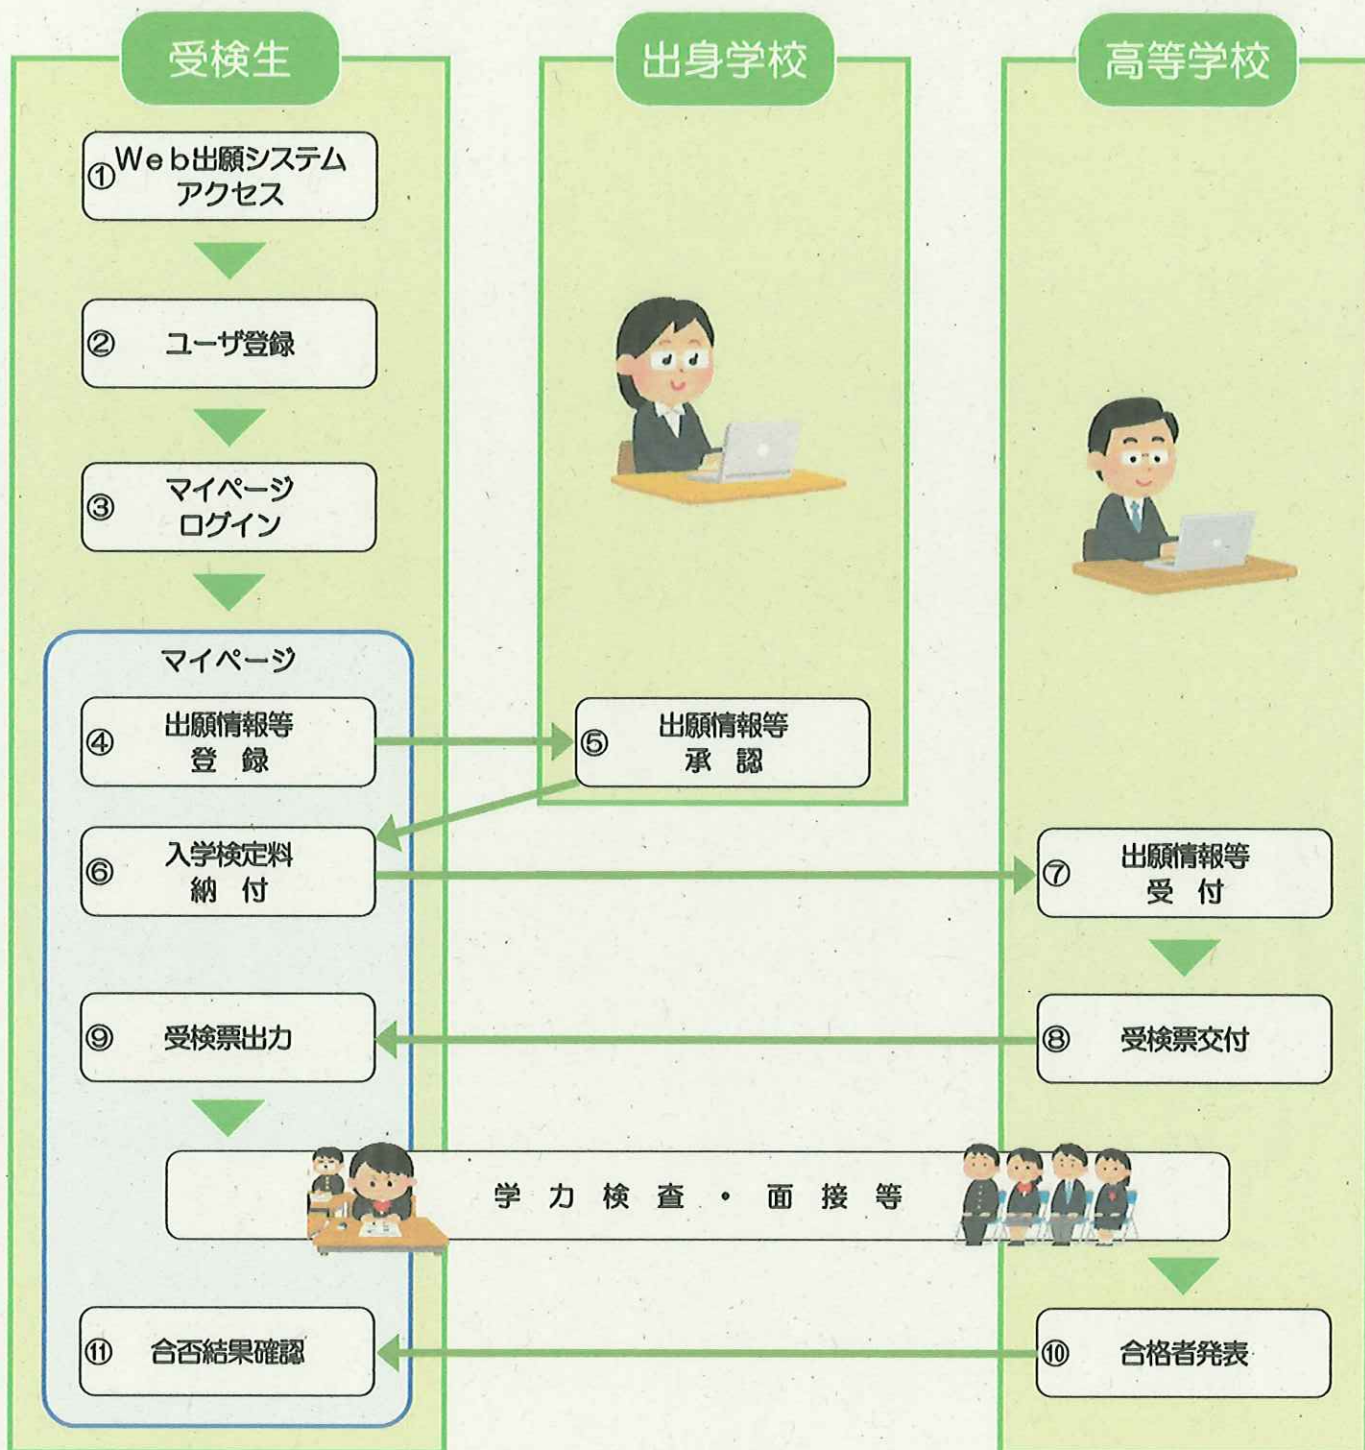 受検生
出身学校
高等学校
①Web出願システム
アクセス
② ユーザ登録
③ マイページ
ログイン
マイページ
④ 出願情報等
登 録
⑤ 出願情報等
承 認
⑥ 入学検定料
納 付
⑦ 出願情報等
受 付
⑨ 受検票出力
⑧ 受検票交付
学 力 検 査 ・ 面 接 等
⑪ 合否結果確認
⑩ 合格者発表